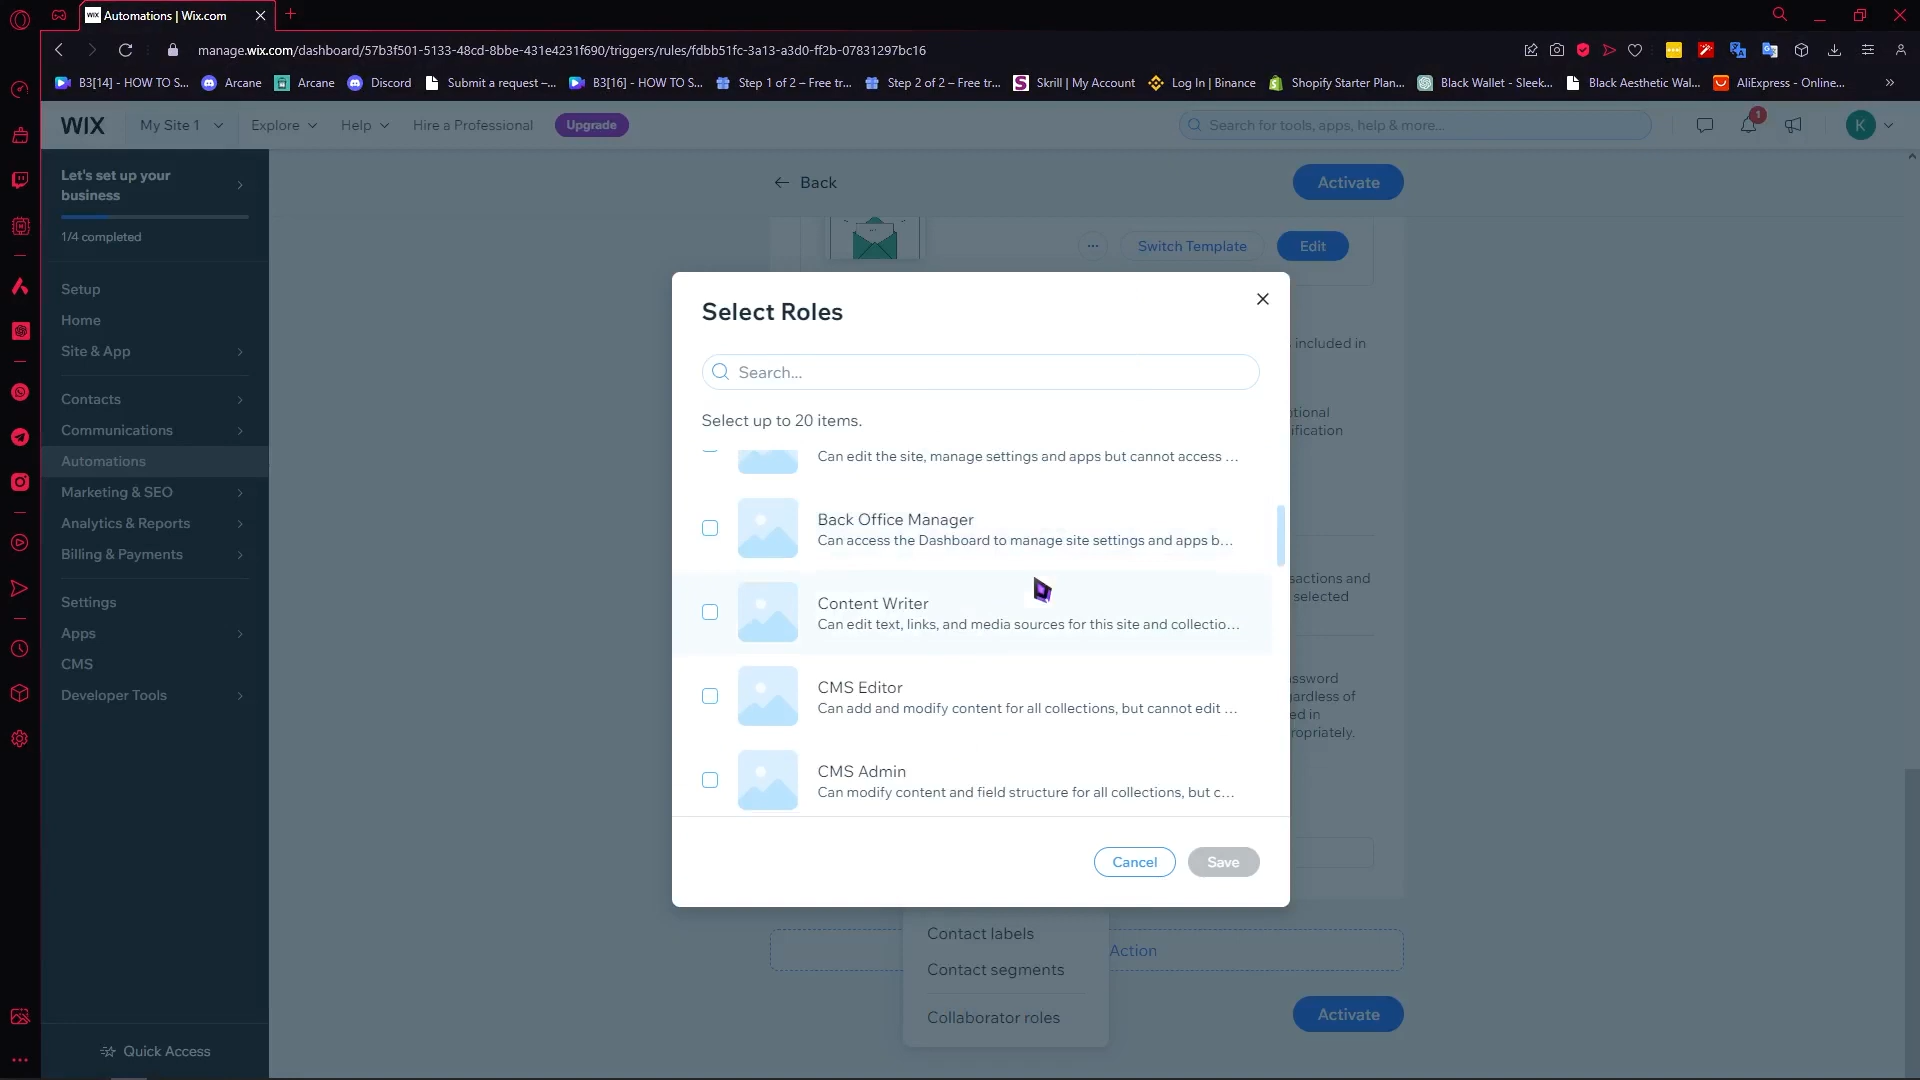 WIX Automations | Wix.com
manage.wix.com/dashboard/57b3f501-5133-48cd-8bbe-431e4231f690/triggers/rules/fdbb51fc-3a13-a3d0-ff2b-07831297bc16
B3[14] - HOW TO S... Arcane Arcane Discord Submit a request –... B3[16] - HOW TO S... Step 1 of 2 – Free tr... Step 2 of 2 – Free tr... Skrill | My Account Log In | Binance Shopify Starter Plan,... Black Wallet - Sleek... Black Aesthetic Wal... AliExpress - Online...
WIX My Site 1 Explore Help Hire a Professional Upgrade Search for tools, apps, help & more... 1 K
Let's set up your
business
1/4 completed
Setup
Home
Site & App
Contacts
Communications
Automations
Marketing & SEO
Analytics & Reports
Billing & Payments
Settings
Apps
CMS
Developer Tools
Quick Access
Back
Activate
Switch Template
Edit
Select Roles
Search...
Select up to 20 items.
Can edit the site, manage settings and apps but cannot access ...
Back Office Manager
Can access the Dashboard to manage site settings and apps b...
Content Writer
Can edit text, links, and media sources for this site and collectio...
CMS Editor
Can add and modify content for all collections, but cannot edit ...
CMS Admin
Can modify content and field structure for all collections, but c...
Cancel
Save
included in
selected
Contact labels
Contact segments
Collaborator roles
Action
Activate